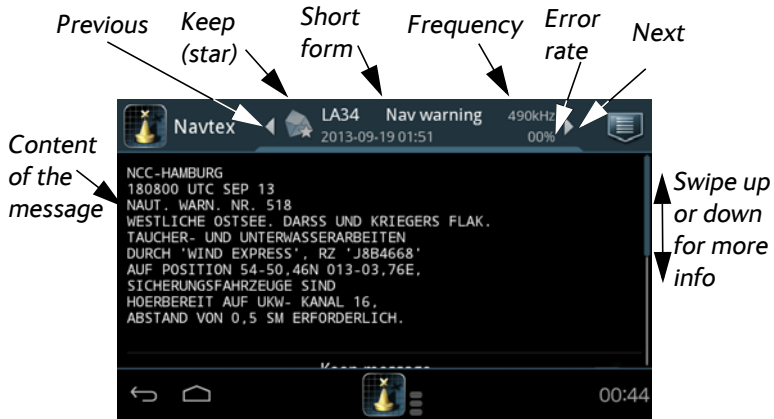 Previous
Keep
(star)
Short
form
Frequency
Error
rate
Next
Navtex
LA34 Nav warning 490kHz
2013-09-19 01:51 00%
Content
of the
message
NCC-HAMBURG
180800 UTC SEP 13
NAUT. WARN. NR. 518
WESTLICHE OSTSEE. DARSS UND KRIEGERS FLAK.
TAUCHER- UND UNTERWASSERARBEITEN
DURCH 'WIND EXPRESS', RZ 'J8B4668'
AUF POSITION 54-50,46N 013-03,76E,
SICHERUNGSFAHRZEUGE SIND
HOERBEREIT AUF UKW- KANAL 16,
ABSTAND VON 0,5 SM ERFORDERLICH.
Swipe up
or down
for more
info
Keep message
00:44